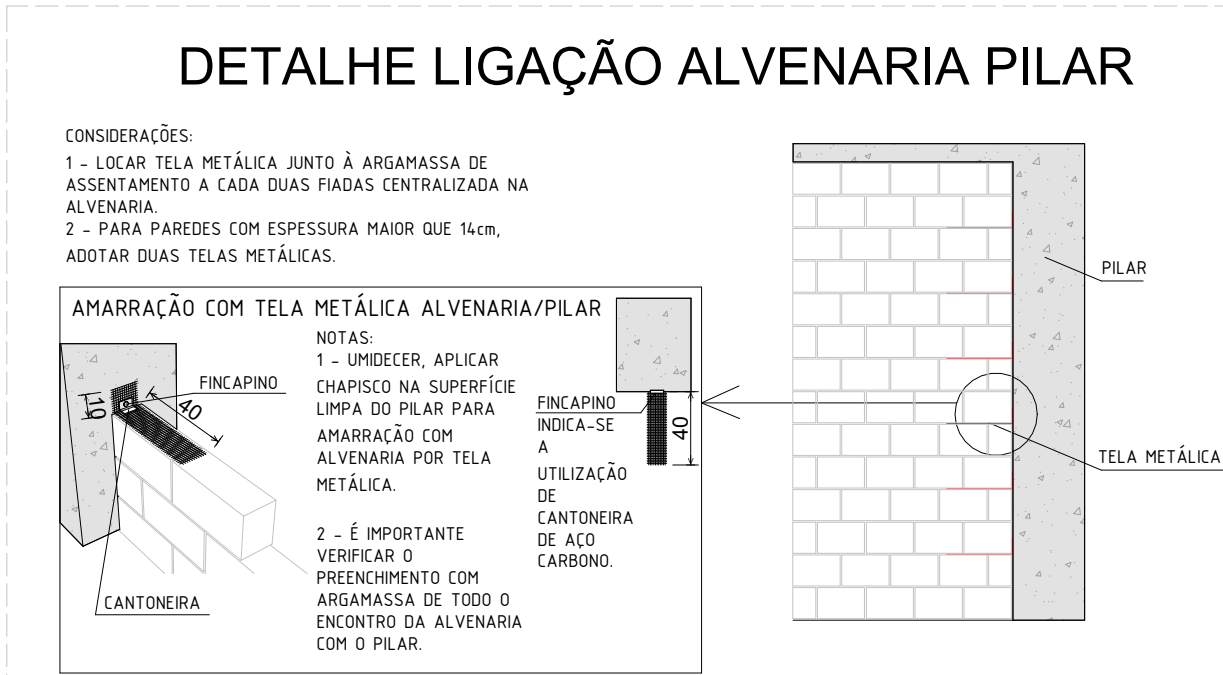 DETALHE LIGAÇÃO ALVENARIA PILAR
CONSIDERAÇÕES:
1 - LOCAR TELA METÁLICA JUNTO À ARGAMASSA DE
ASSENTAMENTO A CADA DUAS FIADAS CENTRALIZADA NA
ALVENARIA.
2 - PARA PAREDES COM ESPESSURA MAIOR QUE 14cm,
ADOTAR DUAS TELAS METÁLICAS.
AMARRAÇÃO COM TELA METÁLICA ALVENARIA/PILAR
FINCAPINO
10
40
CANTONEIRA
NOTAS:
1 - UMIDECER, APLICAR
CHAPISCO NA SUPERFÍCIE
LIMPA DO PILAR PARA
AMARRAÇÃO COM
ALVENARIA POR TELA
METÁLICA.
2 - É IMPORTANTE
VERIFICAR O
PREENCHIMENTO COM
ARGAMASSA DE TODO O
ENCONTRO DA ALVENARIA
COM O PILAR.
FINCAPINO
INDICA-SE
A
UTILIZAÇÃO
DE
CANTONEIRA
DE AÇO
CARBONO.
40
PILAR
TELA METÁLICA